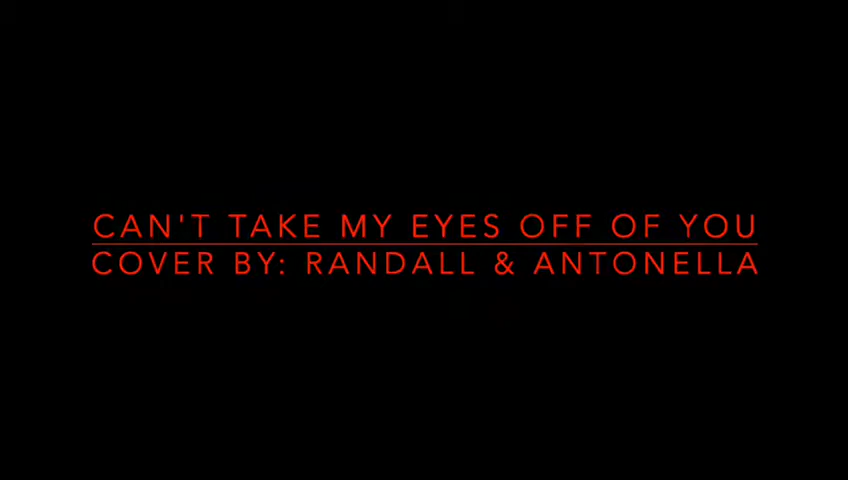 CAN'T TAKE MY EYES OFF OF YOU
COVER BY: RANDALL & ANTONELLA